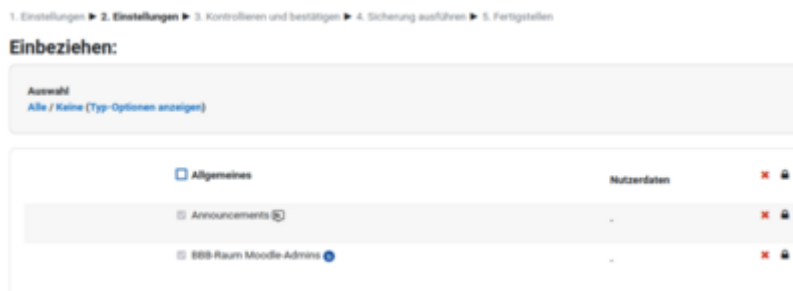 1. Einstellungen ► 2. Einstellungen ► 3. Kontrollieren und bestätigen ► 4. Sicherung ausführen ► 5. Fertigstellen
Einbeziehen:
Auswahl
Alle / Keine (Typ-Optionen anzeigen)
Allgemeines Nutzerdaten
Announcements -
BBB-Raum Moodle-Admins -